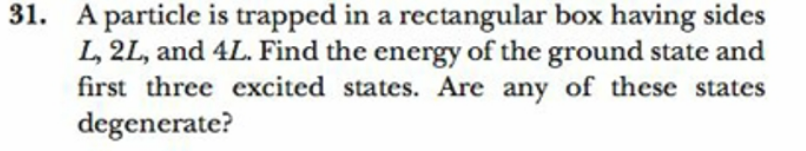 31. A particle is trapped in a rectangular box having sides
L, 2L, and 4L. Find the energy of the ground state and
first three excited states. Are any of these states
degenerate?